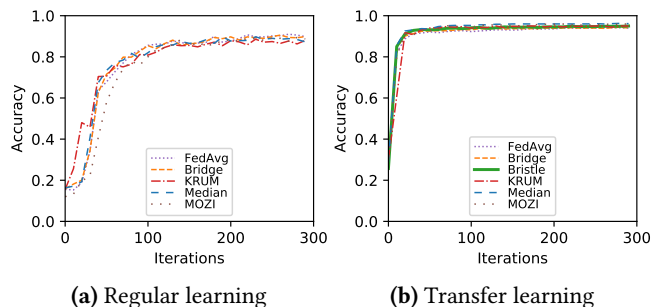 1.0
0.8
0.6
0.4
0.2
0.0
Accuracy
FedAvg
Bridge
KRUM
Median
MOZI
0 100 200 300
Iterations
(a) Regular learning
1.0
0.8
0.6
0.4
0.2
0.0
Accuracy
FedAvg
Bridge
Bristle
KRUM
Median
MOZI
0 100 200 300
Iterations
(b) Transfer learning